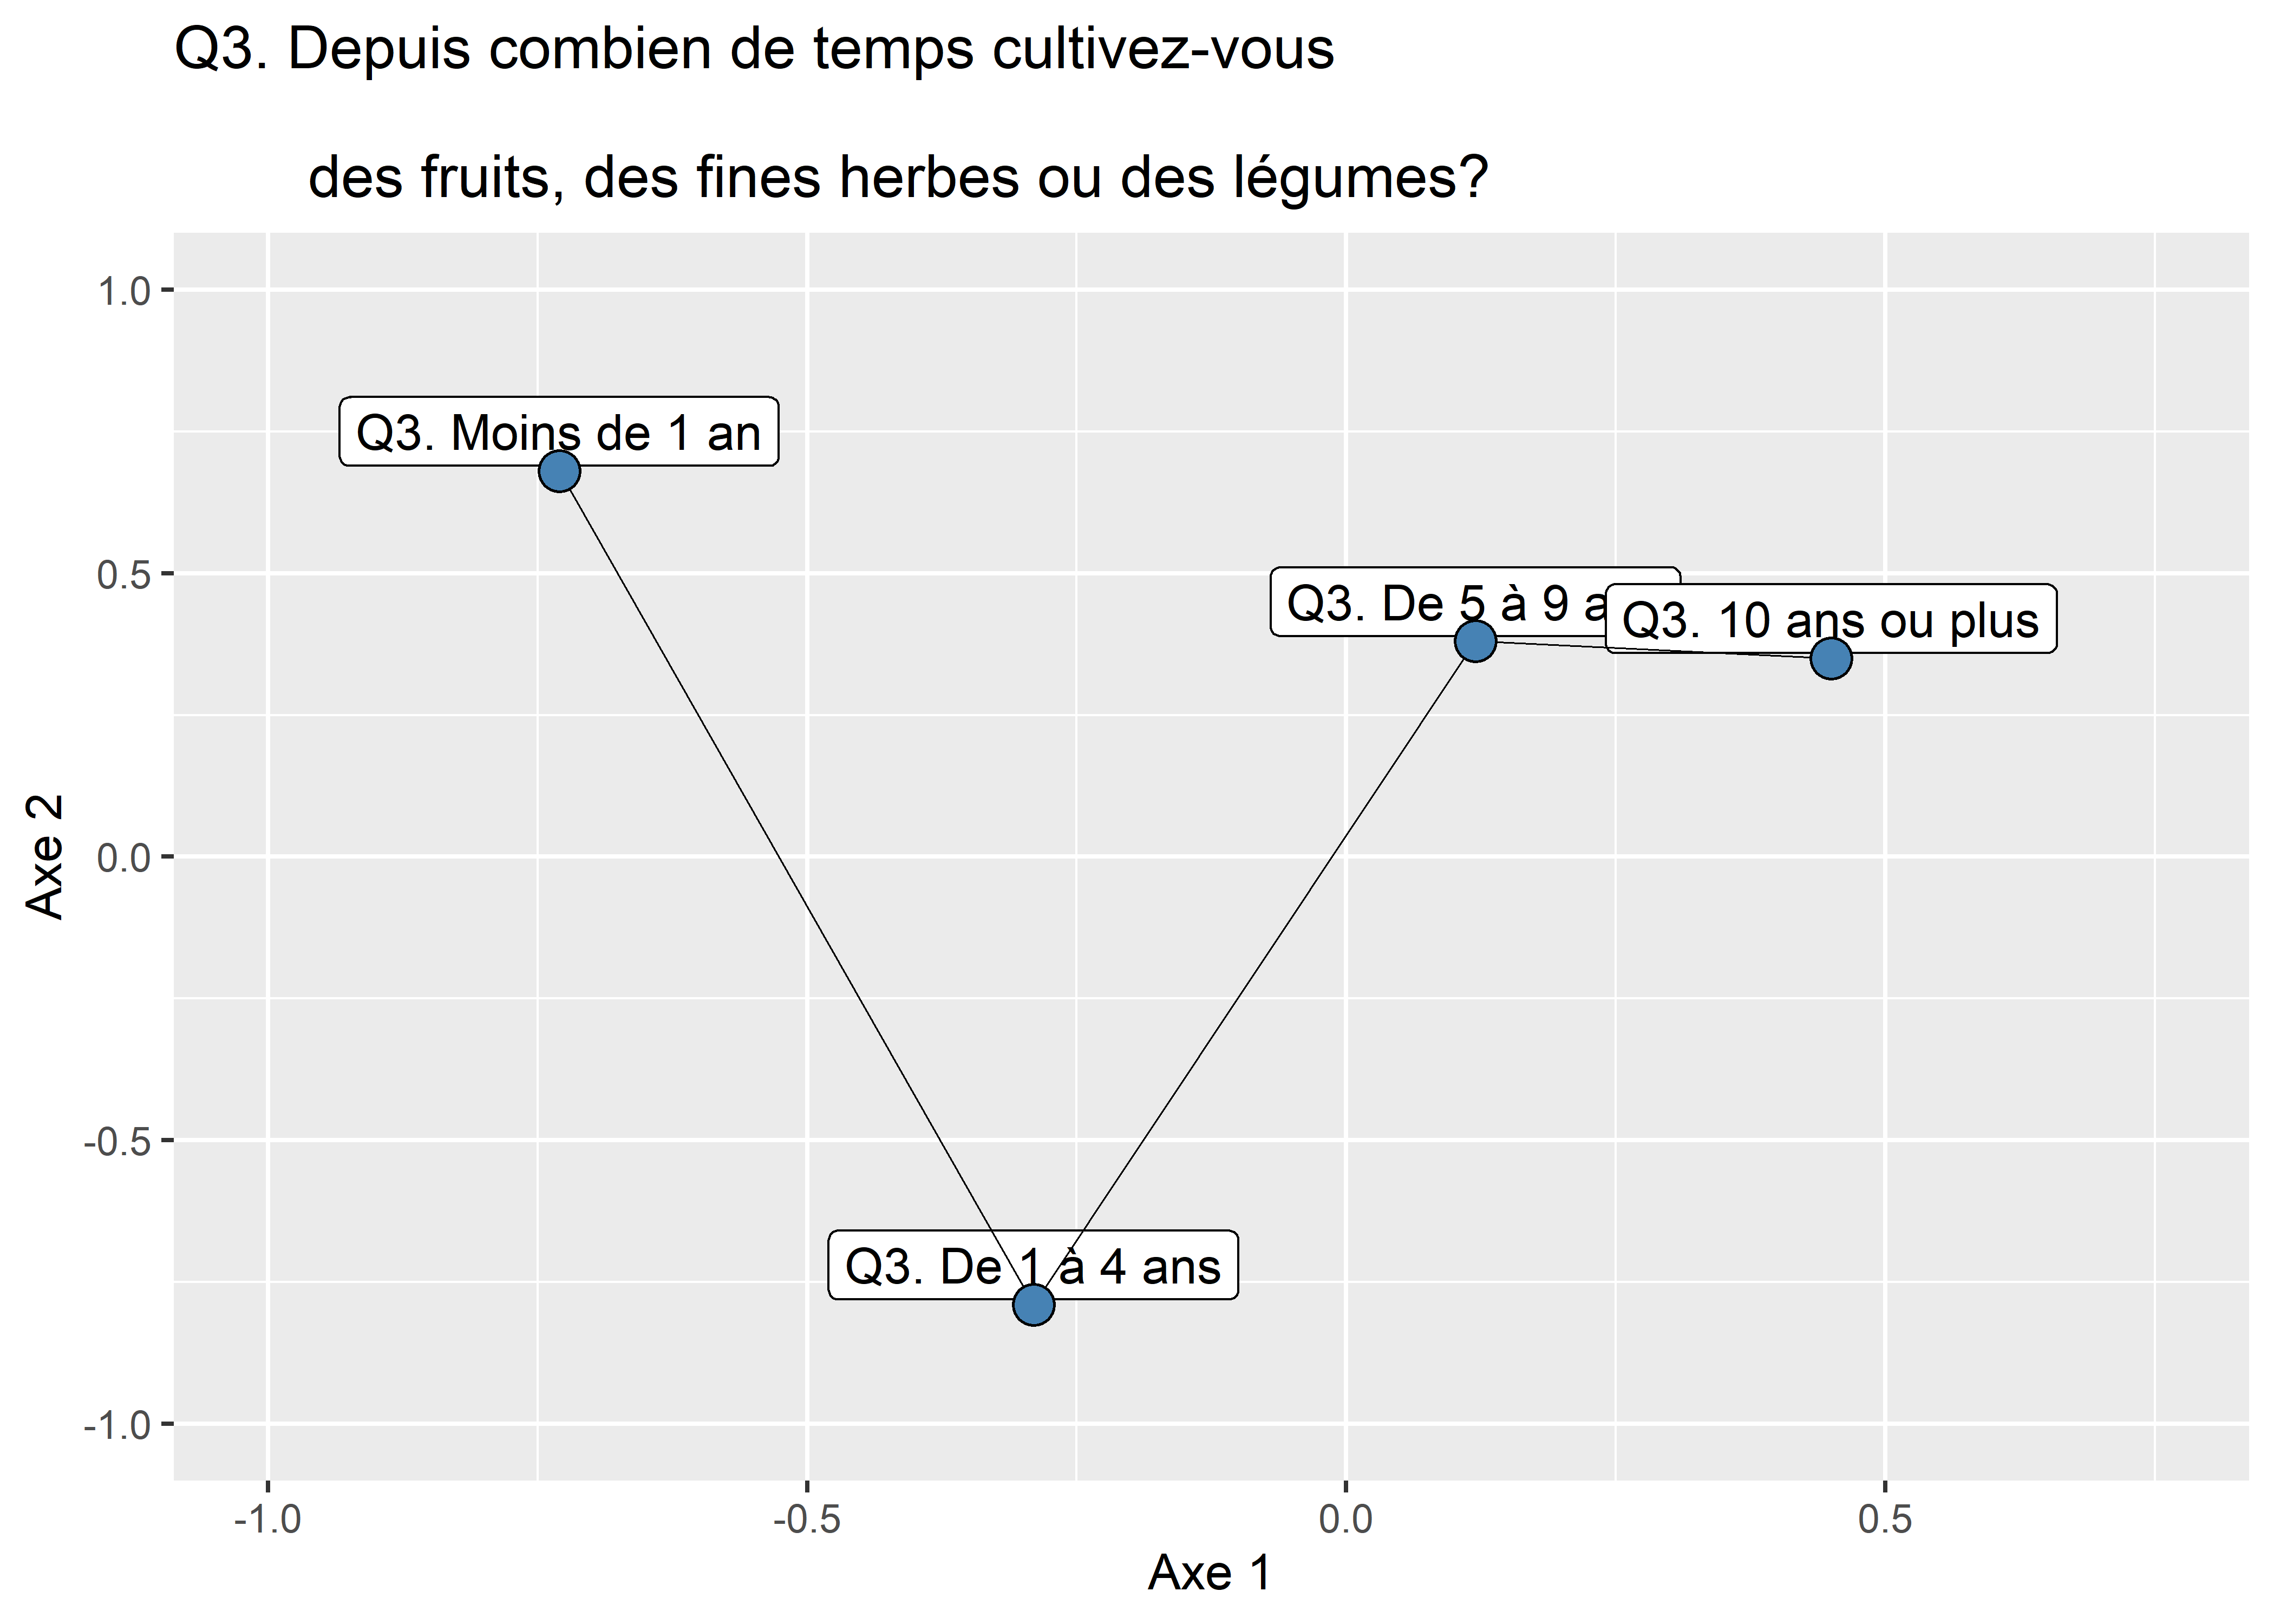 Q3. Depuis combien de temps cultivez-vous
des fruits, des fines herbes ou des légumes?
1.0
Q3. Moins de 1 an
0.5
Q3. De 5 à 9 a
Q3. 10 ans ou plus
Axe 2
0.0
-0.5
Q3. De 1 à 4 ans
-1.0
-1.0
-0.5
0.0
0.5
Axe 1